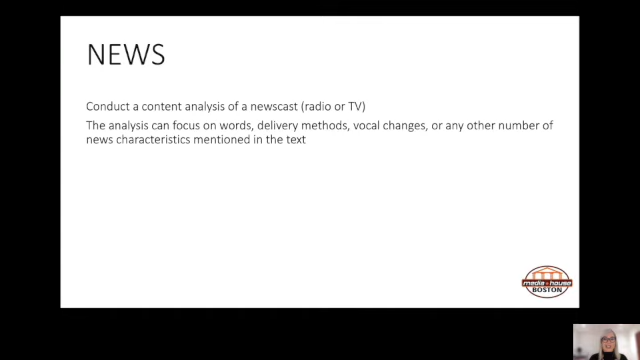 NEWS
Conduct a content analysis of a newscast (radio or TV)
The analysis can focus on words, delivery methods, vocal changes, or any other number of
news characteristics mentioned in the text
media house
BOSTON